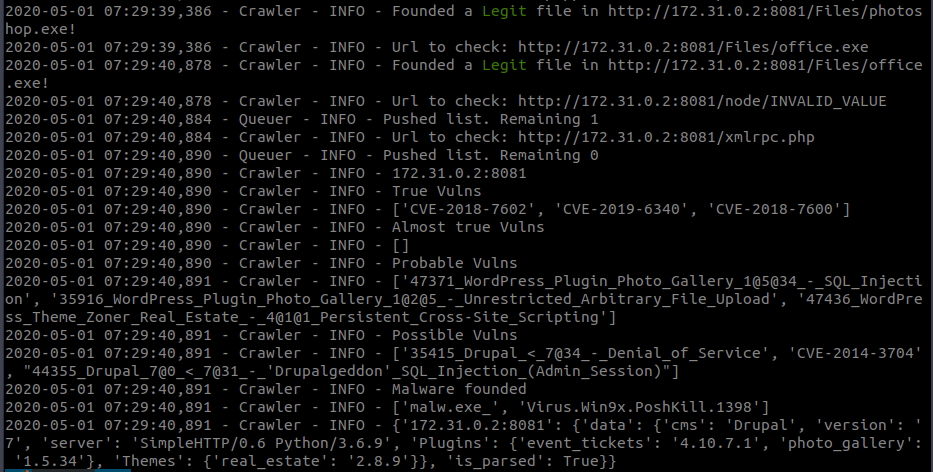 2020-05-01 07:29:39,386 - Crawler - INFO - Founded a Legit file in http://172.31.0.2:8081/Files/photos
hop.exe!
2020-05-01 07:29:39,386 - Crawler - INFO - Url to check: http://172.31.0.2:8081/Files/office.exe
2020-05-01 07:29:40,878 - Crawler - INFO - Founded a Legit file in http://172.31.0.2:8081/Files/office
.exe!
2020-05-01 07:29:40,878 - Crawler - INFO - Url to check: http://172.31.0.2:8081/node/INVALID_VALUE
2020-05-01 07:29:40,884 - Queuer - INFO - Pushed list. Remaining 1
2020-05-01 07:29:40,884 - Crawler - INFO - Url to check: http://172.31.0.2:8081/xmlrpc.php
2020-05-01 07:29:40,890 - Queuer - INFO - Pushed list. Remaining 0
2020-05-01 07:29:40,890 - Crawler - INFO - 172.31.0.2:8081
2020-05-01 07:29:40,890 - Crawler - INFO - True Vulns
2020-05-01 07:29:40,890 - Crawler - INFO - ['CVE-2018-7602', 'CVE-2019-6340', 'CVE-2018-7600']
2020-05-01 07:29:40,890 - Crawler - INFO - Almost true Vulns
2020-05-01 07:29:40,890 - Crawler - INFO - []
2020-05-01 07:29:40,890 - Crawler - INFO - Probable Vulns
2020-05-01 07:29:40,891 - Crawler - INFO - ['47371_WordPress_Plugin_Photo_Gallery_1@5@34_-_SQL_Injecti
on', '35916_WordPress_Plugin_Photo_Gallery_1@2@5_-_Unrestricted_Arbitrary_File_Upload', '47436_WordPre
ss_Theme_Zoner_Real_Estate_-_4@1@1_Persistent_Cross-Site_Scripting']
2020-05-01 07:29:40,891 - Crawler - INFO - Possible Vulns
2020-05-01 07:29:40,891 - Crawler - INFO - ['35415_Drupal_<_7@34_-_Denial_of_Service', 'CVE-2014-3704'
, "44355_Drupal_7@0_<_7@31_-_'Drupalgeddon'_SQL_Injection_(Admin_Session)"]
2020-05-01 07:29:40,891 - Crawler - INFO - Malware founded
2020-05-01 07:29:40,891 - Crawler - INFO - ['malw.exe_', 'Virus.Win9x.PoshKill.1398']
2020-05-01 07:29:40,891 - Crawler - INFO - {'172.31.0.2:8081': {'data': {'cms': 'Drupal', 'version': '
7', 'server': 'SimpleHTTP/0.6 Python/3.6.9', 'Plugins': {'event_tickets': '4.10.7.1', 'photo_gallery':
 '1.5.34'}, 'Themes': {'real_estate': '2.8.9'}}, 'is_parsed': True}}